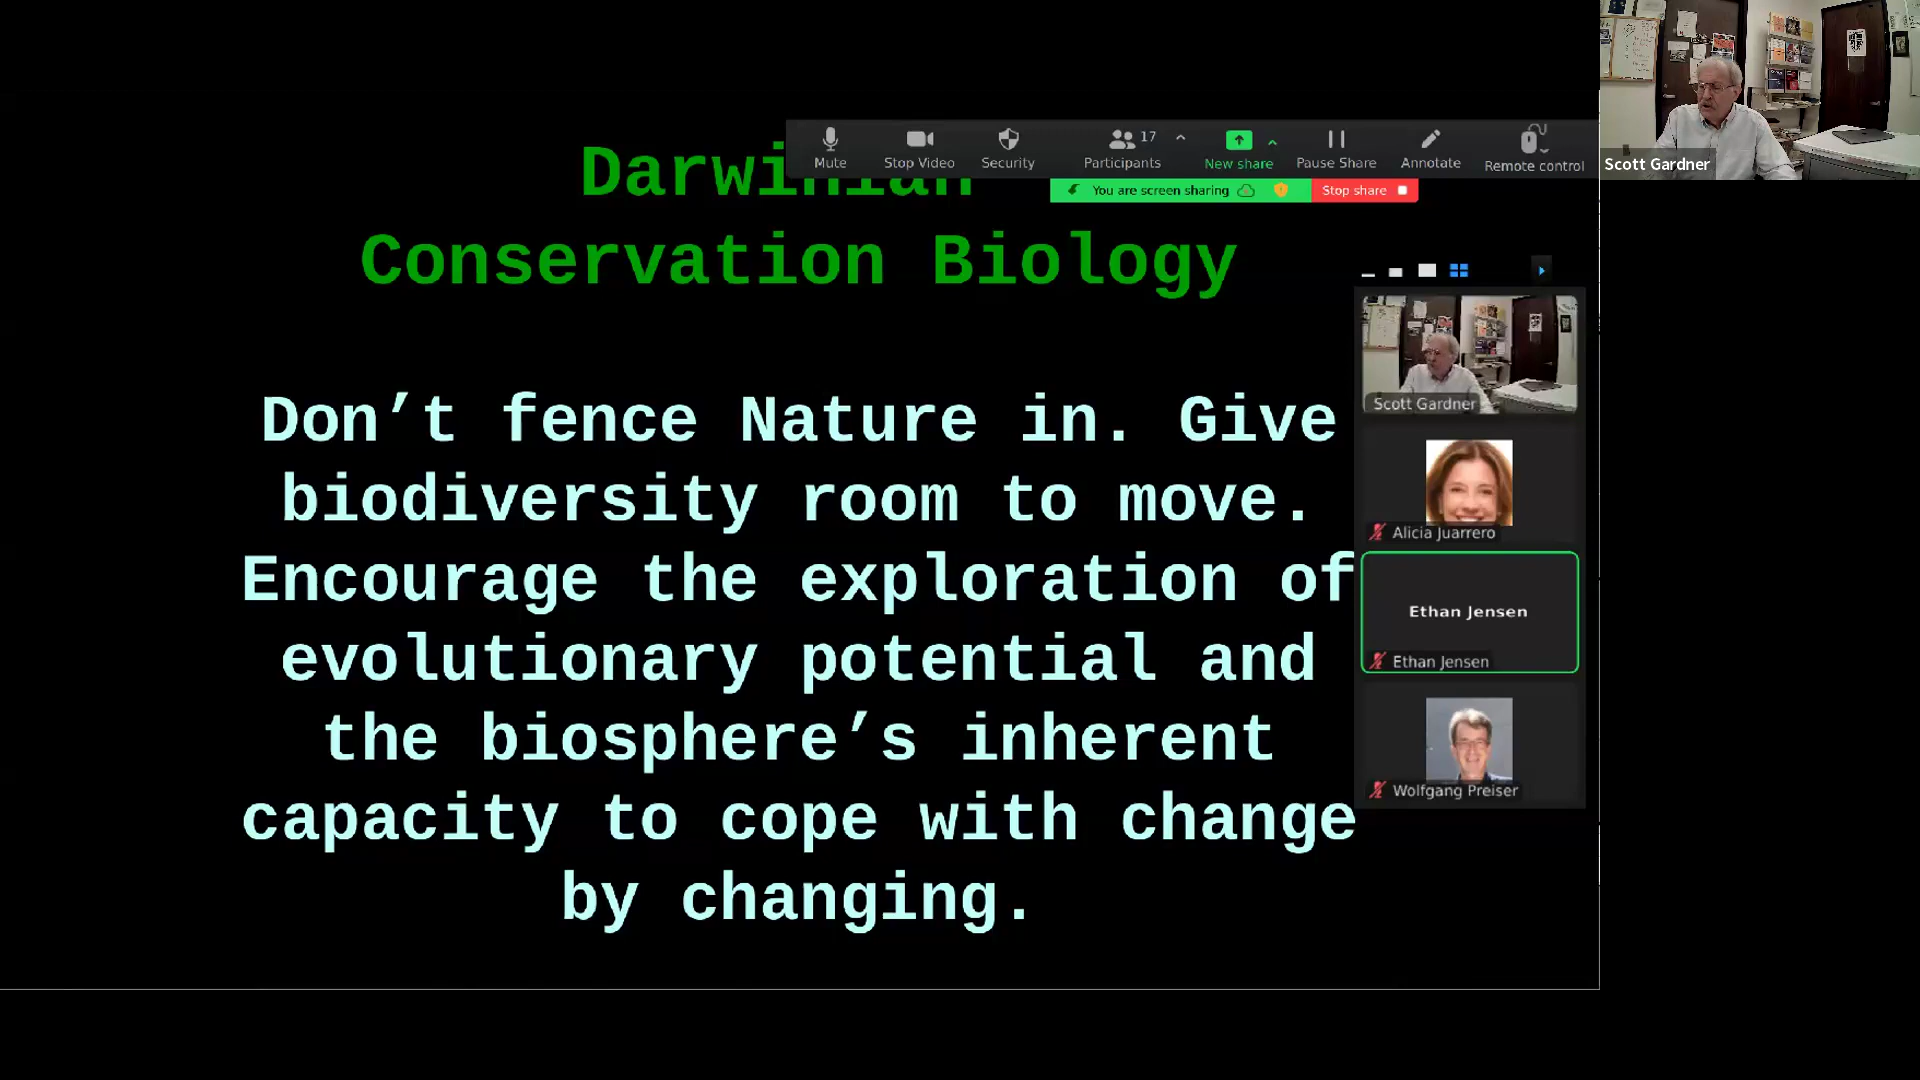 Darwinian
Conservation Biology
Don’t fence Nature in. Give
biodiversity room to move.
Encourage the exploration of
evolutionary potential and
the biosphere’s inherent
capacity to cope with change
by changing.
Mute
Stop Video
Security
17
Participants
New share
Pause Share
Annotate
Remote control
You are screen sharing
Stop share
Scott Gardner
Alicia Juarrero
Ethan Jensen
Ethan Jensen
Wolfgang Preiser
Scott Gardner